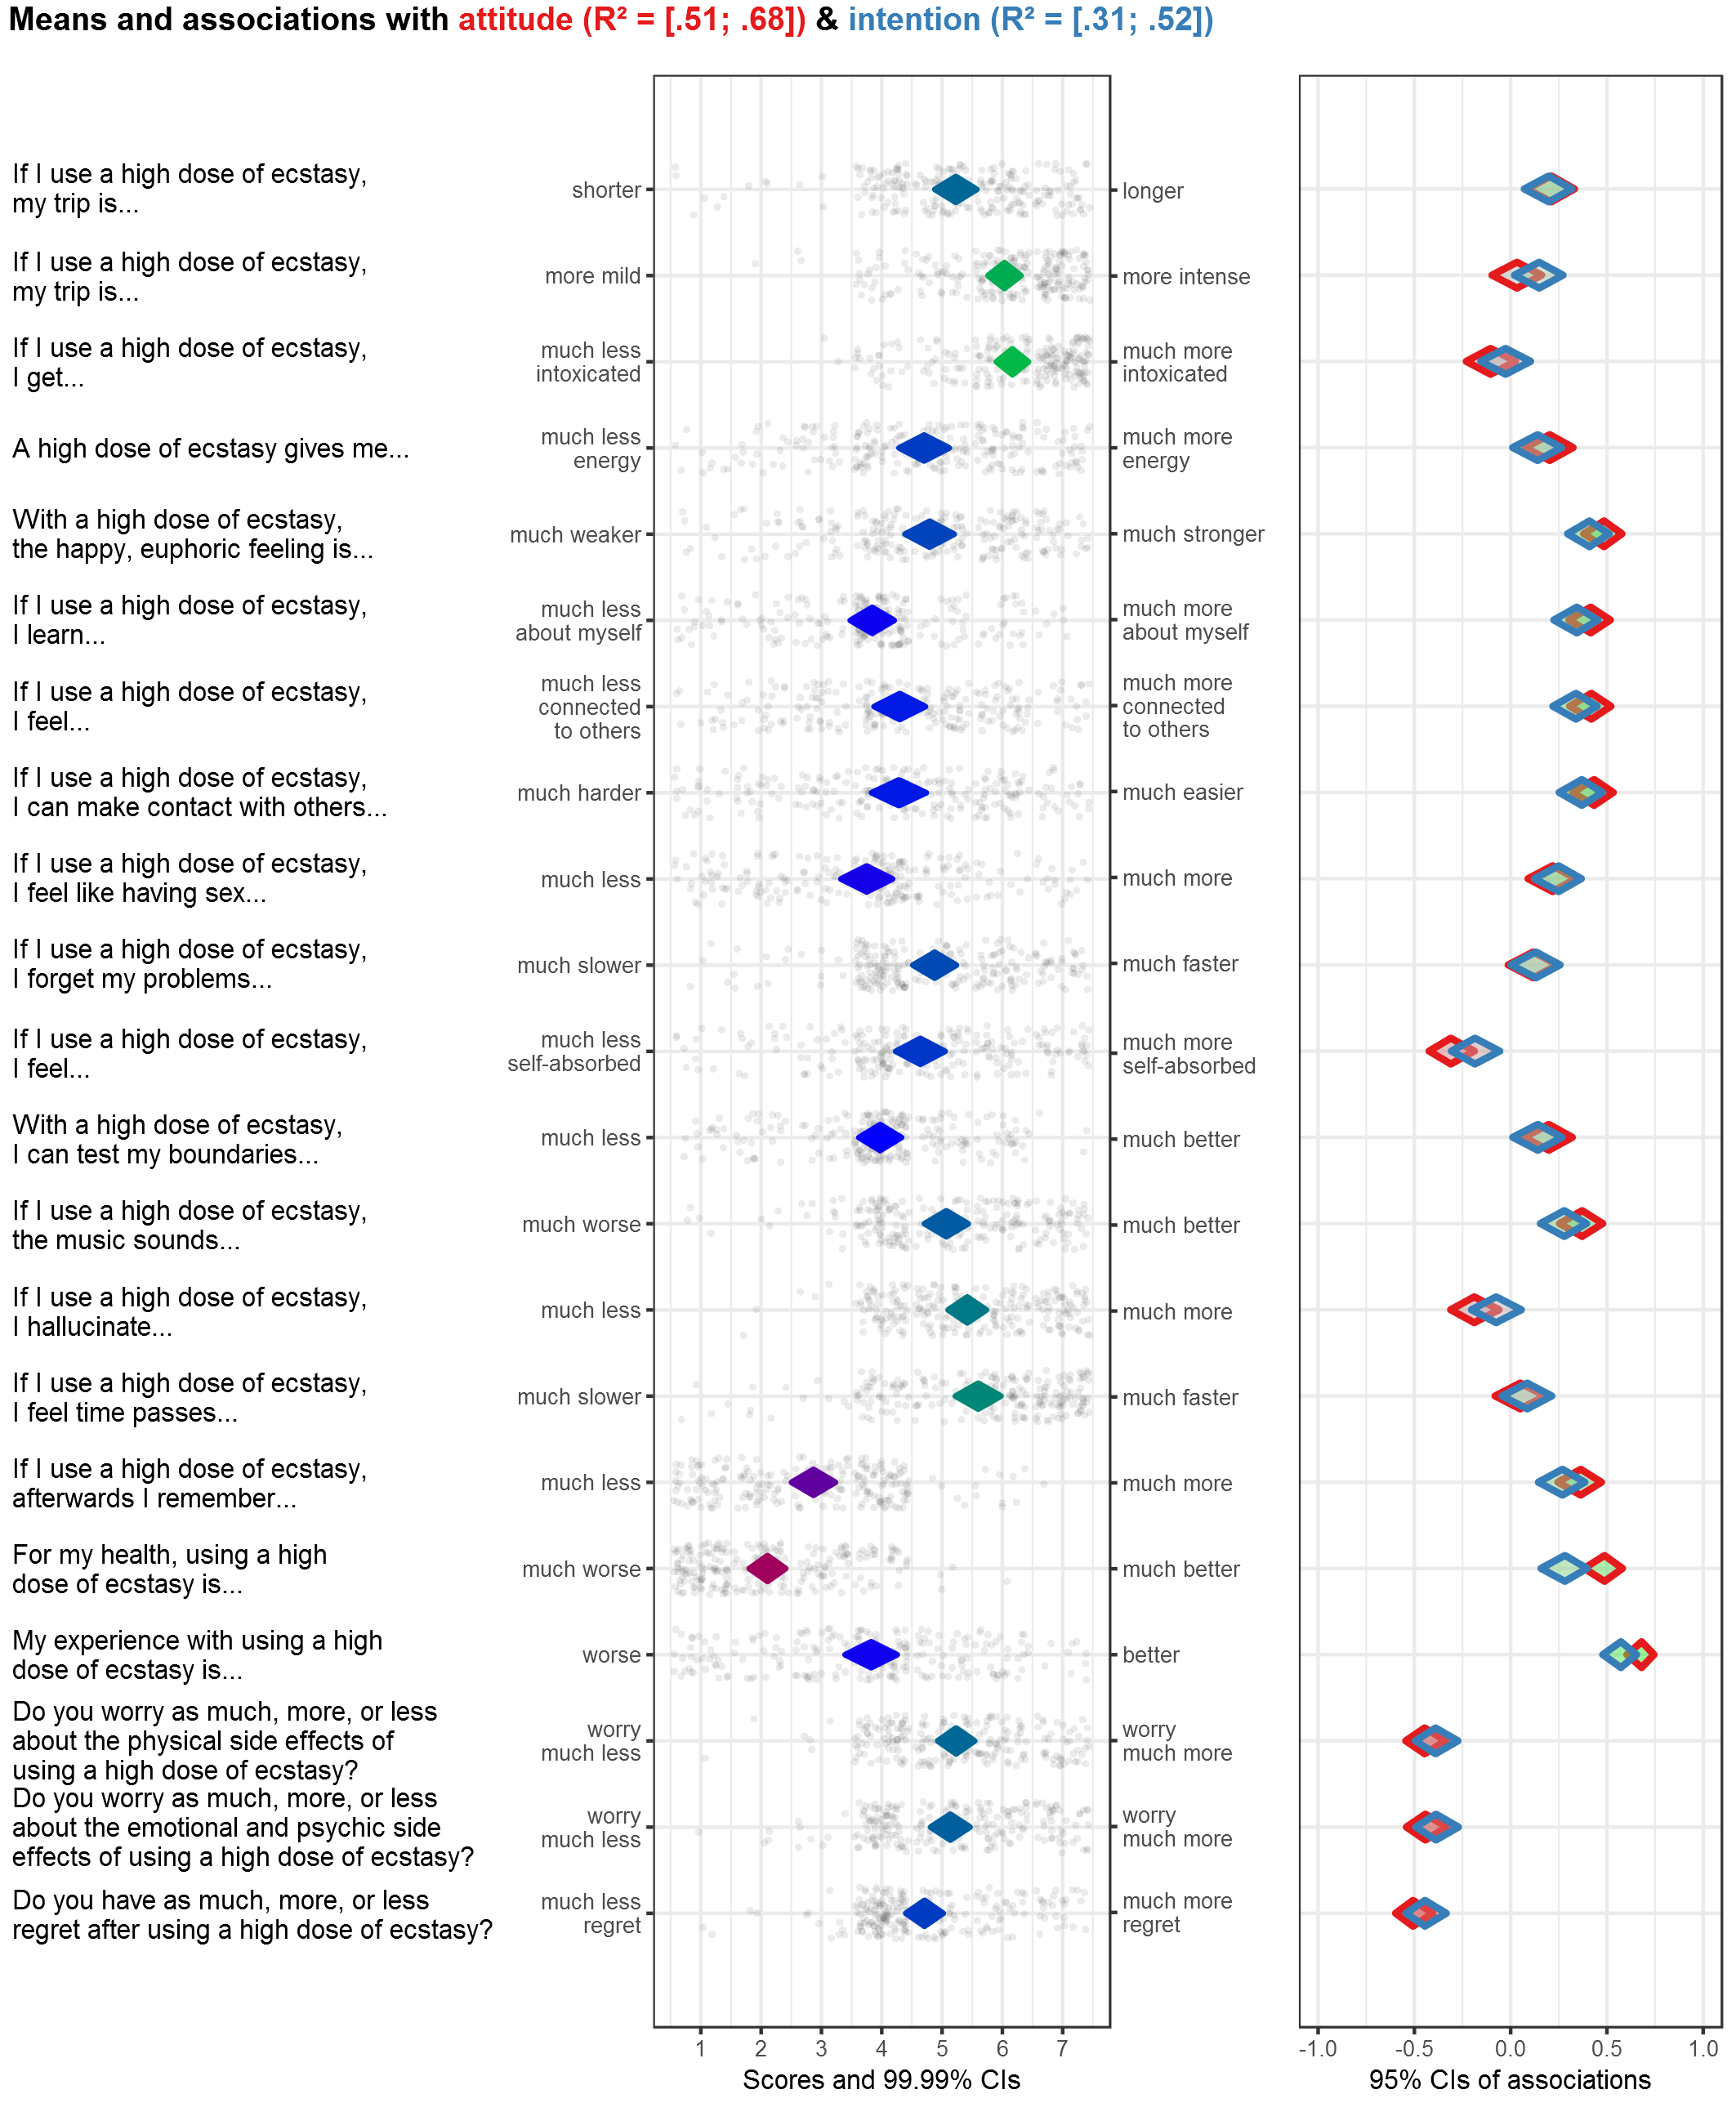 Means and associations with attitude (R² = [.51; .68]) & intention (R² = [.31; .52])
If I use a high dose of ecstasy,
my trip is...
shorter
longer
If I use a high dose of ecstasy,
my trip is...
more mild
more intense
If I use a high dose of ecstasy,
I get...
much less
intoxicated
much more
intoxicated
A high dose of ecstasy gives me...
much less
energy
much more
energy
With a high dose of ecstasy,
the happy, euphoric feeling is...
much weaker
much stronger
If I use a high dose of ecstasy,
I learn...
much less
about myself
much more
about myself
If I use a high dose of ecstasy,
I feel...
much less
connected
to others
much more
connected
to others
If I use a high dose of ecstasy,
I can make contact with others...
much harder
much easier
If I use a high dose of ecstasy,
I feel like having sex...
much less
much more
If I use a high dose of ecstasy,
I forget my problems...
much slower
much faster
If I use a high dose of ecstasy,
I feel...
much less
self-absorbed
much more
self-absorbed
With a high dose of ecstasy,
I can test my boundaries...
much less
much better
If I use a high dose of ecstasy,
the music sounds...
much worse
much better
If I use a high dose of ecstasy,
I hallucinate...
much less
much more
If I use a high dose of ecstasy,
I feel time passes...
much slower
much faster
If I use a high dose of ecstasy,
afterwards I remember...
much less
much more
For my health, using a high
dose of ecstasy is...
much worse
much better
My experience with using a high
dose of ecstasy is...
worse
better
Do you worry as much, more, or less
about the physical side effects of
using a high dose of ecstasy?
worry
much less
worry
much more
Do you worry as much, more, or less
about the emotional and psychic side
effects of using a high dose of ecstasy?
worry
much less
worry
much more
Do you have as much, more, or less
regret after using a high dose of ecstasy?
much less
regret
much more
regret
1 2 3 4 5 6 7
Scores and 99.99% CIs
-1.0 -0.5 0.0 0.5 1.0
95% CIs of associations